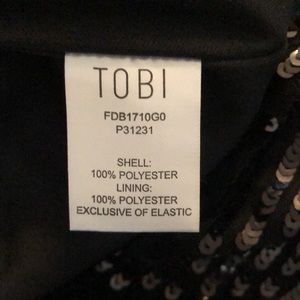 TOBI
FDB1710G0
P31231
SHELL:
100% POLYESTER
LINING:
100% POLYESTER
EXCLUSIVE OF ELASTIC